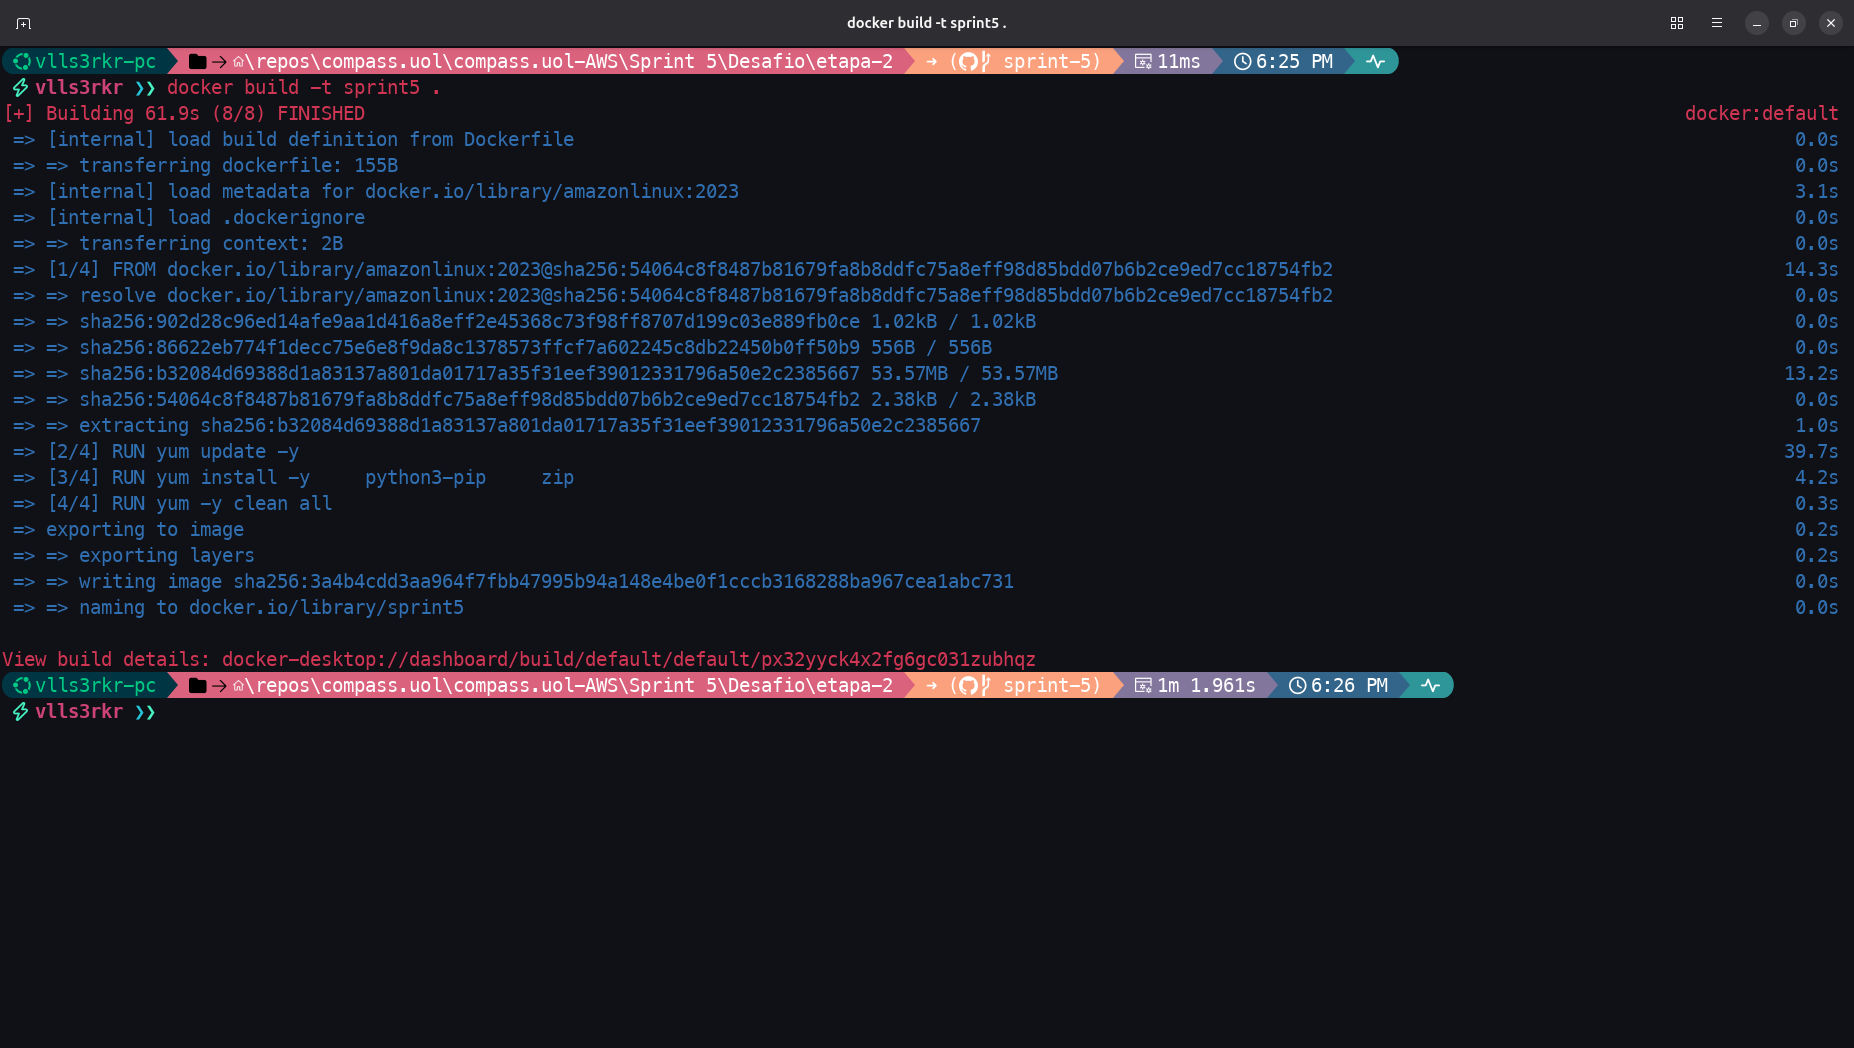 docker build -t sprint5 .
vlls3rkr-pc \repos\compass.uol\compass.uol-AWS\Sprint 5\Desafio\etapa-2 ➜ ( sprint-5) 11ms 6:25 PM
vlls3rkr ❯❯ docker build -t sprint5 .
[+] Building 61.9s (8/8) FINISHED docker:default
=> [internal] load build definition from Dockerfile 0.0s
=> => transferring dockerfile: 155B 0.0s
=> [internal] load metadata for docker.io/library/amazonlinux:2023 3.1s
=> [internal] load .dockerignore 0.0s
=> => transferring context: 2B 0.0s
=> [1/4] FROM docker.io/library/amazonlinux:2023@sha256:54064c8f8487b81679fa8b8ddfc75a8eff98d85bdd07b6b2ce9ed7cc18754fb2 14.3s
=> => resolve docker.io/library/amazonlinux:2023@sha256:54064c8f8487b81679fa8b8ddfc75a8eff98d85bdd07b6b2ce9ed7cc18754fb2 0.0s
=> => sha256:902d28c96ed14afe9aa1d416a8eff2e45368c73f98ff8707d199c03e889fb0ce 1.02kB / 1.02kB 0.0s
=> => sha256:86622eb774f1decc75e6e8f9da8c1378573ffcf7a602245c8db22450b0ff50b9 556B / 556B 0.0s
=> => sha256:b32084d69388d1a83137a801da01717a35f31eef39012331796a50e2c2385667 53.57MB / 53.57MB 13.2s
=> => sha256:54064c8f8487b81679fa8b8ddfc75a8eff98d85bdd07b6b2ce9ed7cc18754fb2 2.38kB / 2.38kB 0.0s
=> => extracting sha256:b32084d69388d1a83137a801da01717a35f31eef39012331796a50e2c2385667 1.0s
=> [2/4] RUN yum update -y 39.7s
=> [3/4] RUN yum install -y     python3-pip     zip 4.2s
=> [4/4] RUN yum -y clean all 0.3s
=> exporting to image 0.2s
=> => exporting layers 0.2s
=> => writing image sha256:3a4b4cdd3aa964f7fbb47995b94a148e4be0f1cccb3168288ba967cea1abc731 0.0s
=> => naming to docker.io/library/sprint5 0.0s
View build details: docker-desktop://dashboard/build/default/default/px32yyck4x2fg6gc031zubhqz
vlls3rkr-pc \repos\compass.uol\compass.uol-AWS\Sprint 5\Desafio\etapa-2 ➜ ( sprint-5) 1m 1.961s 6:26 PM
vlls3rkr ❯❯